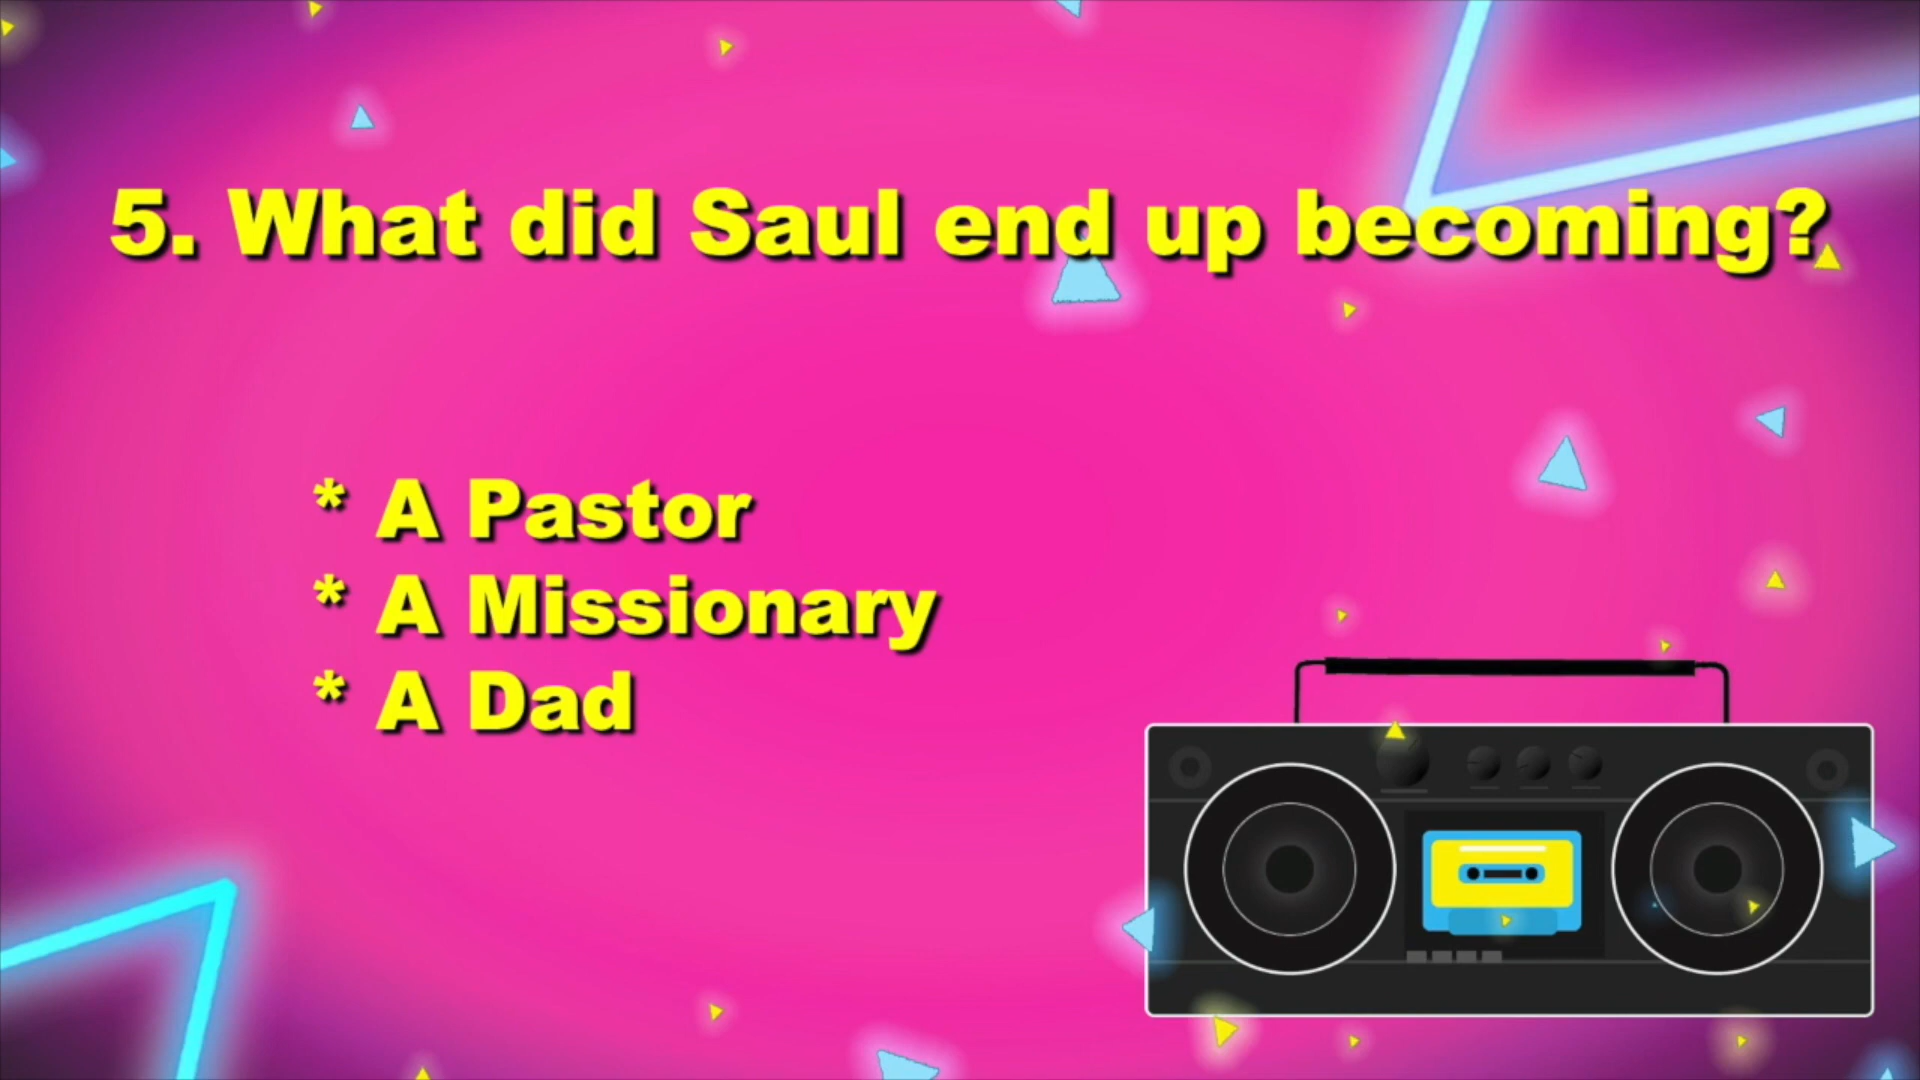 5. What did Saul end up becoming?
* A Pastor
* A Missionary
* A Dad